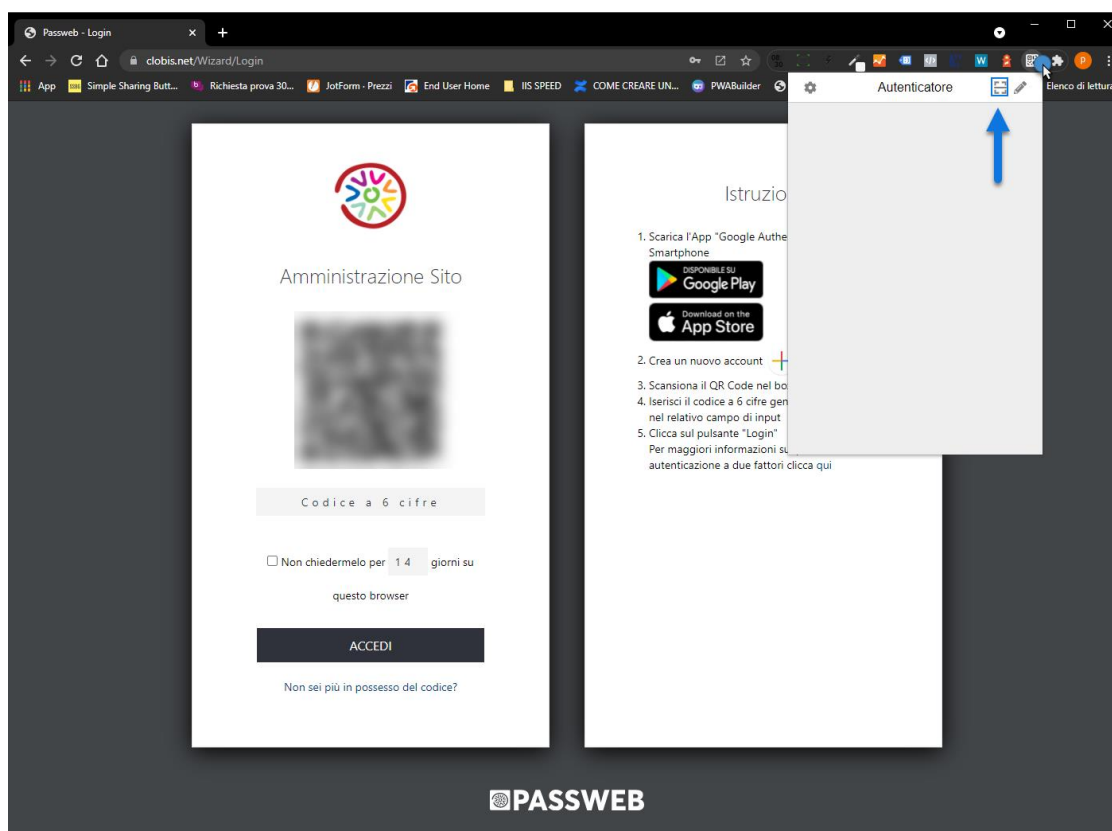 Passweb - Login
clobis.net/Wizard/Login
App
Simple Sharing Butt...
Richiesta prova 30...
JotForm - Prezzi
End User Home
IIS SPEED
COME CREARE UN...
PWABuilder
Elenco di lettura
Autenticatore
Amministrazione Sito
Codice a 6 cifre
Non chiedermelo per 14 giorni su
questo browser
ACCEDI
Non sei più in possesso del codice?
Istruzio
1. Scarica l'App "Google Authe
Smartphone
DISPONIBILE SU
Google Play
Download on the
App Store
2. Crea un nuovo account
3. Scansiona il QR Code nel bo
4. Iserisci il codice a 6 cifre gen
nel relativo campo di input
5. Clicca sul pulsante "Login"
Per maggiori informazioni su
autenticazione a due fattori clicca qui
PASSWEB